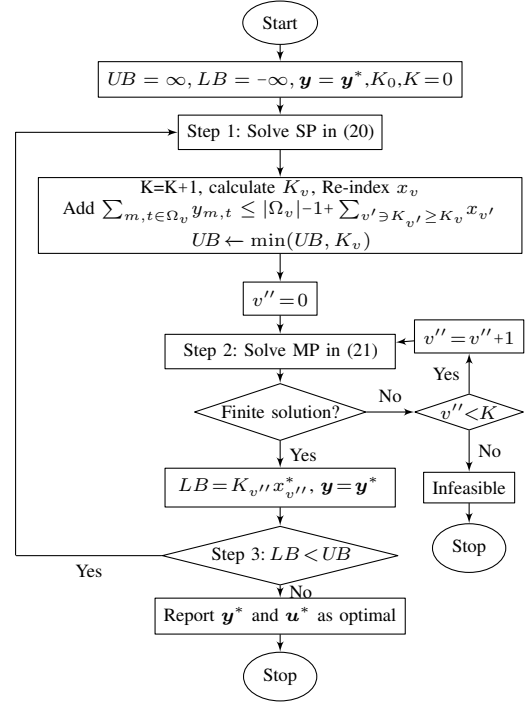 Start
UB = ∞, LB = -∞, y = y*,K₀,K=0
Step 1: Solve SP in (20)
K=K+1, calculate K_v, Re-index x_v
Add ∑_{m,t∈Ω_v} y_{m,t} ≤ |Ω_v|-1+ ∑_{v'∋K_{v'}≥K_v} x_{v'}
UB ← min(UB, K_v)
v''=0
Step 2: Solve MP in (21)
v''=v''+1
Yes
Finite solution?
No
v''<K
Yes
No
LB=K_{v''}x*_{v''}, y=y*
Infeasible
Stop
Step 3: LB<UB
Yes
No
Report y* and u* as optimal
Stop